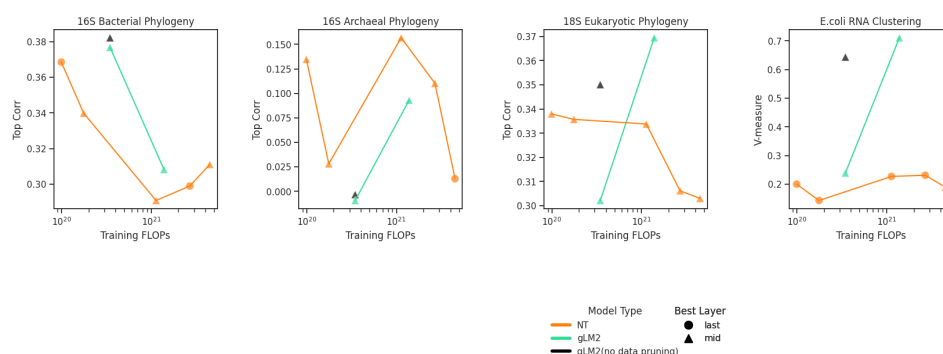 16S Bacterial Phylogeny
Top Corr
0.38
0.36
0.34
0.32
0.30
10^20
10^21
Training FLOPs
16S Archaeal Phylogeny
Top Corr
0.150
0.125
0.100
0.075
0.050
0.025
0.000
10^20
10^21
Training FLOPs
18S Eukaryotic Phylogeny
Top Corr
0.37
0.36
0.35
0.34
0.33
0.32
0.31
0.30
10^20
10^21
Training FLOPs
E.coli RNA Clustering
V-measure
0.7
0.6
0.5
0.4
0.3
0.2
10^20
10^21
Training FLOPs
Model Type
NT
gLM2
gLM2(no data pruning)
Best Layer
last
mid